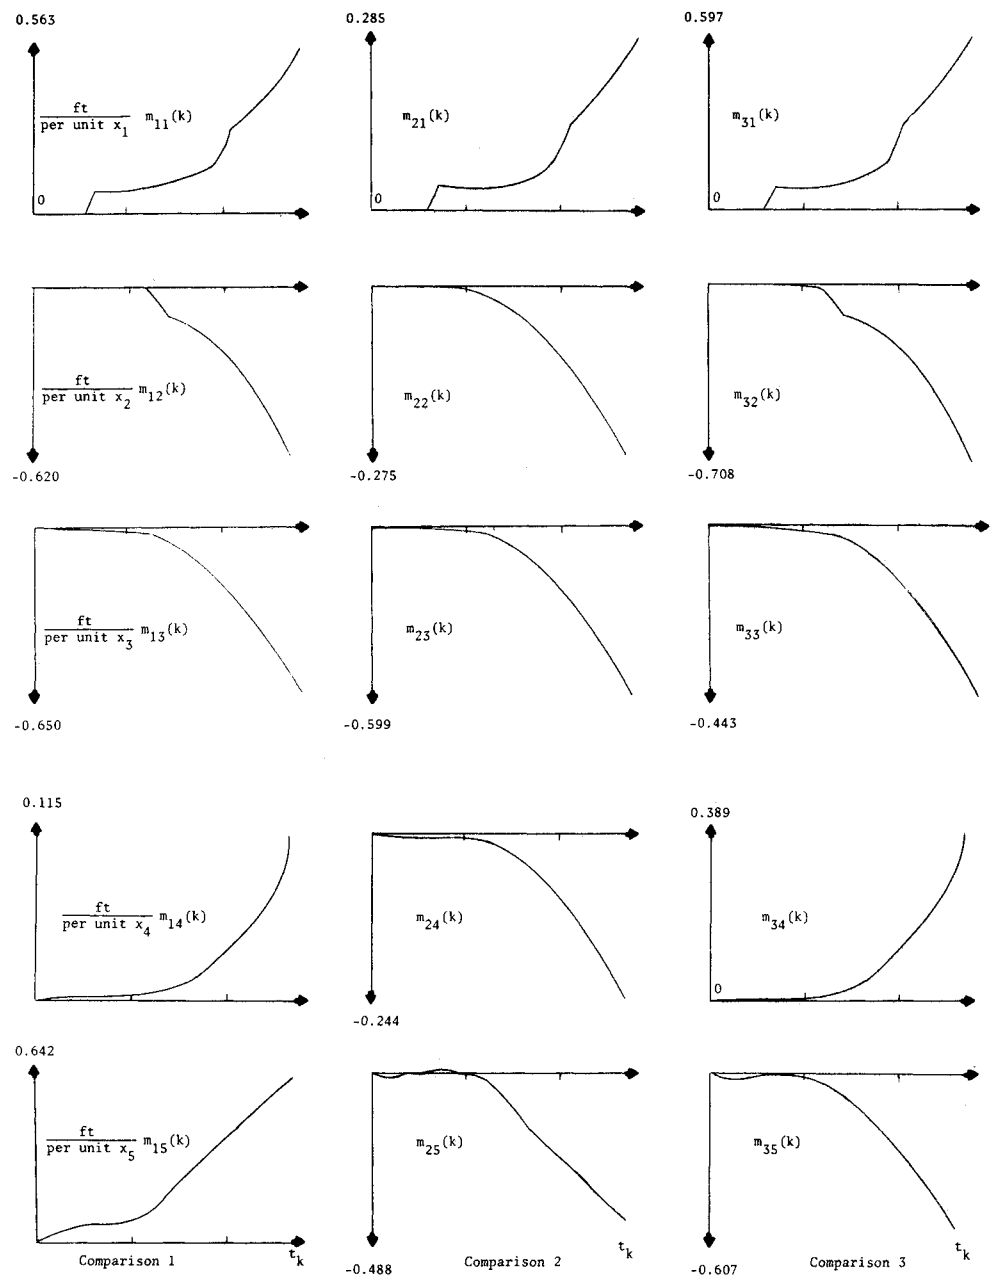 0.563
0.285
0.597
ft
per unit x1 m11(k)
m21(k)
m31(k)
0
0
0
ft
per unit x2 m12(k)
m22(k)
m32(k)
-0.620
-0.275
-0.708
ft
per unit x3 m13(k)
m23(k)
m33(k)
-0.650
-0.599
-0.443
0.115
0.389
ft
per unit x4 m14(k)
m24(k)
m34(k)
0
-0.244
0.642
ft
per unit x5 m15(k)
m25(k)
m35(k)
tk
tk
tk
Comparison 1
Comparison 2
Comparison 3
-0.488
-0.607